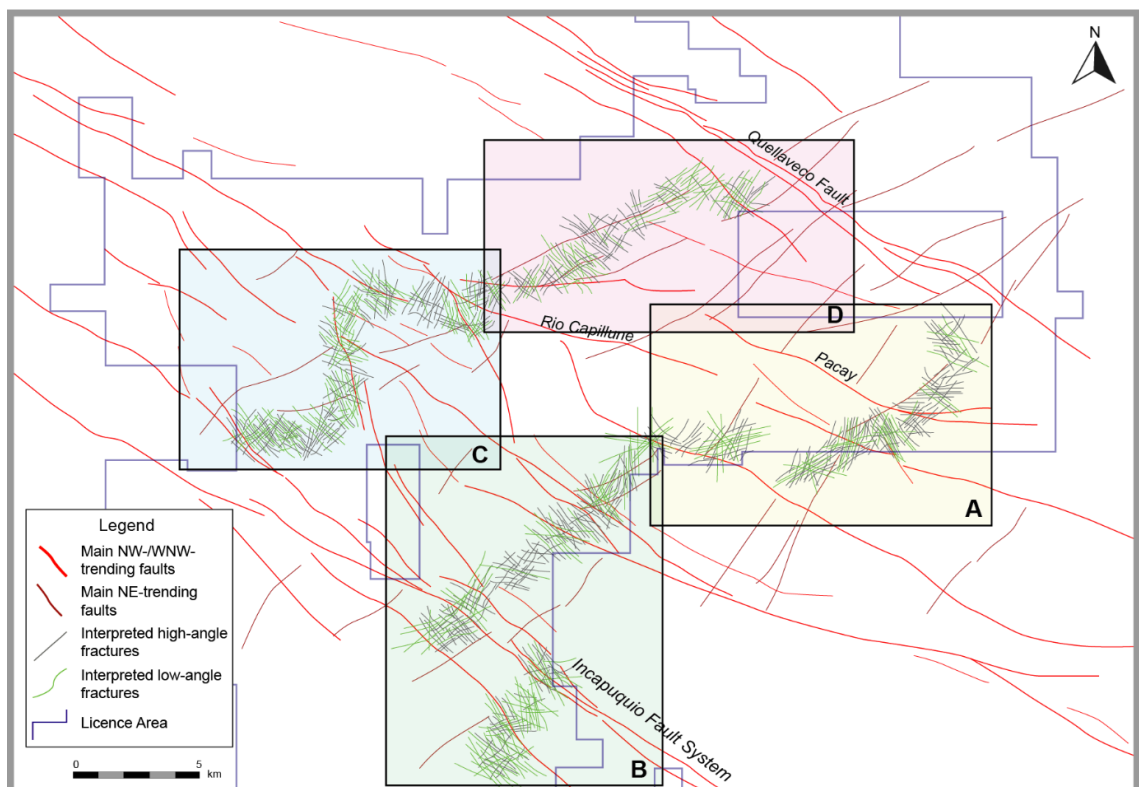 N
Quellaveco Fault
D
Rio Capillune
Pacay
C
A
Legend
Main NW-/WNW-
trending faults
Main NE-trending
faults
Interpreted high-angle
fractures
Interpreted low-angle
fractures
Licence Area
0 5
km
Incapuquio Fault System
B